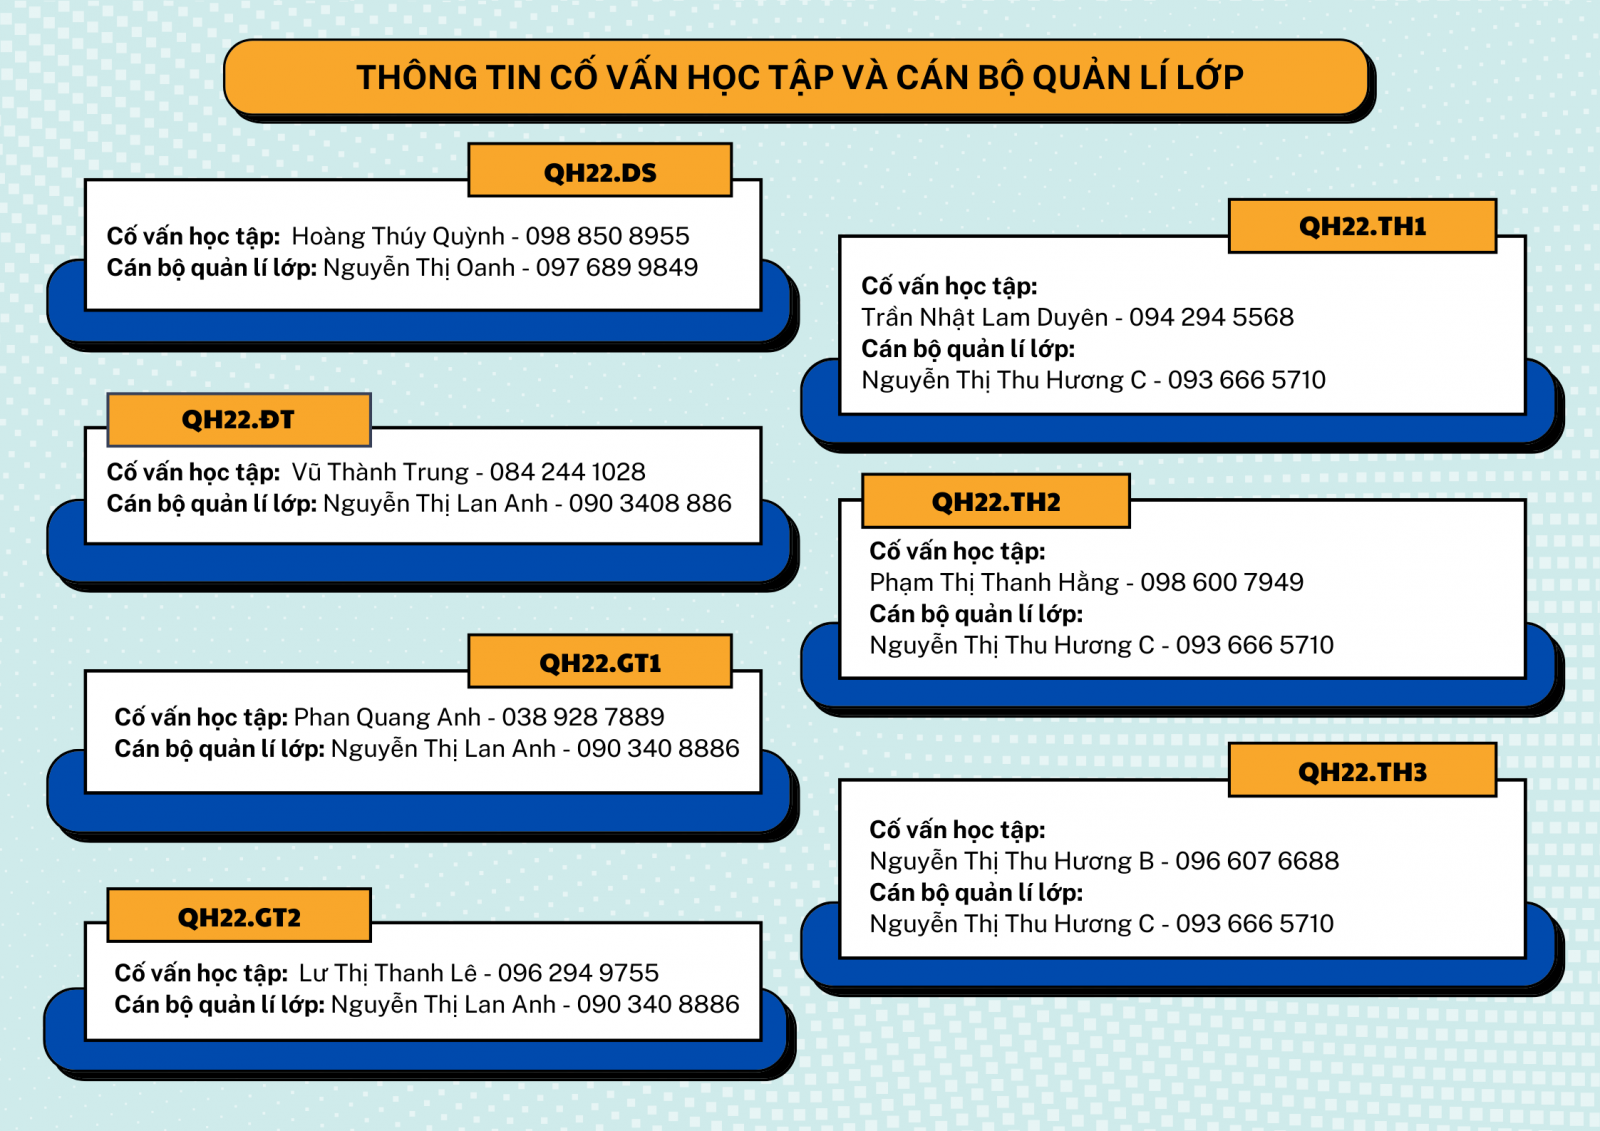 THÔNG TIN CỐ VẤN HỌC TẬP VÀ CÁN BỘ QUẢN LÍ LỚP
QH22.DS
Cố vấn học tập: Hoàng Thúy Quỳnh - 098 850 8955
Cán bộ quản lí lớp: Nguyễn Thị Oanh - 097 689 9849
QH22.ĐT
Cố vấn học tập: Vũ Thành Trung - 084 244 1028
Cán bộ quản lí lớp: Nguyễn Thị Lan Anh - 090 3408 886
QH22.GT1
Cố vấn học tập: Phan Quang Anh - 038 928 7889
Cán bộ quản lí lớp: Nguyễn Thị Lan Anh - 090 340 8886
QH22.GT2
Cố vấn học tập: Lư Thị Thanh Lê - 096 294 9755
Cán bộ quản lí lớp: Nguyễn Thị Lan Anh - 090 340 8886
QH22.TH1
Cố vấn học tập:
Trần Nhật Lam Duyên - 094 294 5568
Cán bộ quản lí lớp:
Nguyễn Thị Thu Hương C - 093 666 5710
QH22.TH2
Cố vấn học tập:
Phạm Thị Thanh Hằng - 098 600 7949
Cán bộ quản lí lớp:
Nguyễn Thị Thu Hương C - 093 666 5710
QH22.TH3
Cố vấn học tập:
Nguyễn Thị Thu Hương B - 096 607 6688
Cán bộ quản lí lớp:
Nguyễn Thị Thu Hương C - 093 666 5710